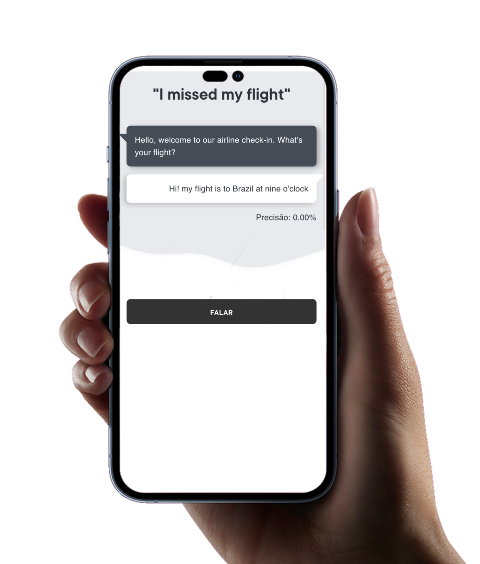 "I missed my flight"
Hello, welcome to our airline check-in. What's
your flight?
Hi! my flight is to Brazil at nine o'clock
Precisão: 0.00%
FALAR